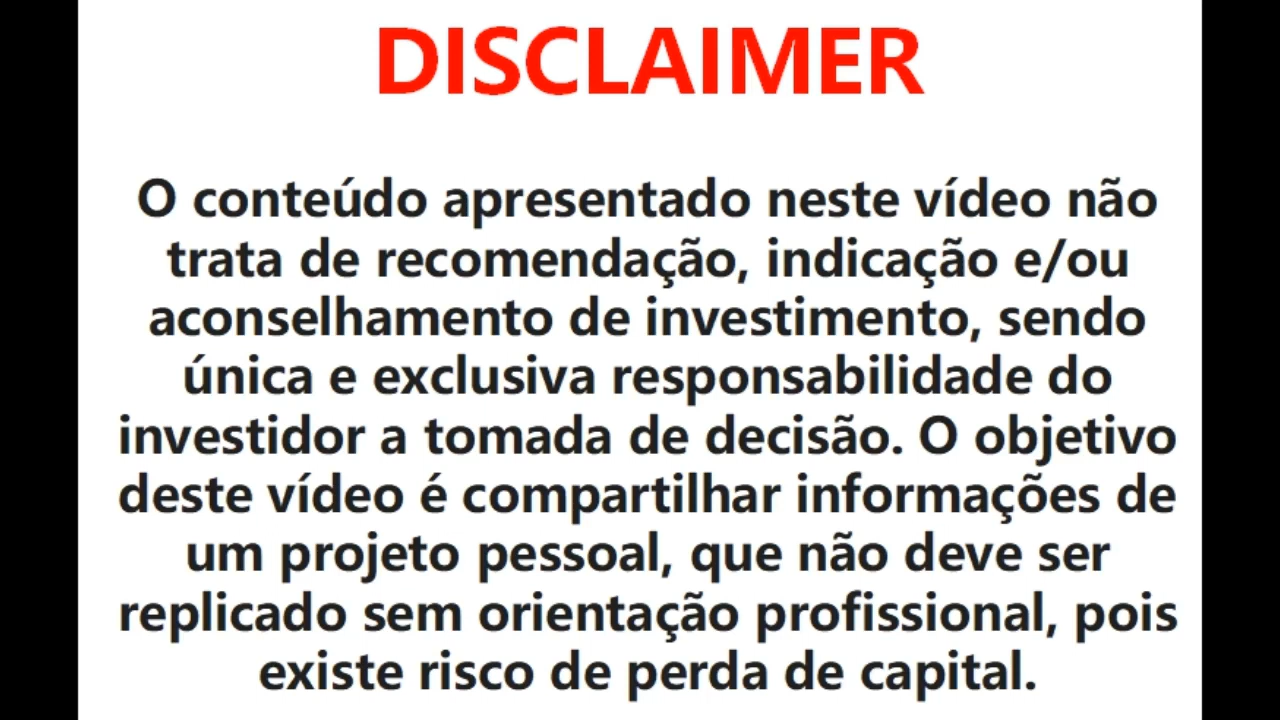 DISCLAIMER
O conteúdo apresentado neste vídeo não
trata de recomendação, indicação e/ou
aconselhamento de investimento, sendo
única e exclusiva responsabilidade do
investidor a tomada de decisão. O objetivo
deste vídeo é compartilhar informações de
um projeto pessoal, que não deve ser
replicado sem orientação profissional, pois
existe risco de perda de capital.